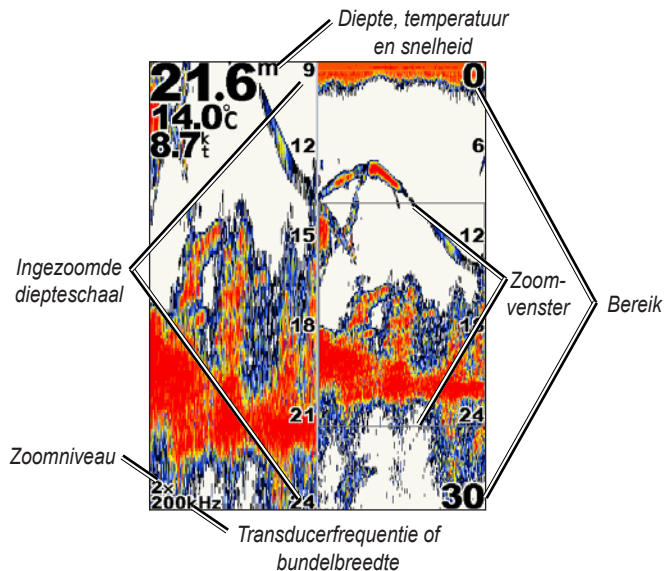 Diepte, temperatuur
en snelheid
21.6m
14.0°C
8.7kt
9
12
15
18
21
24
2x
200kHz
0
6
12
18
24
30
Ingezoomde
diepteschaal
Zoom-
venster
Bereik
Zoomniveau
Transducerfrequentie of
bundelbreedte